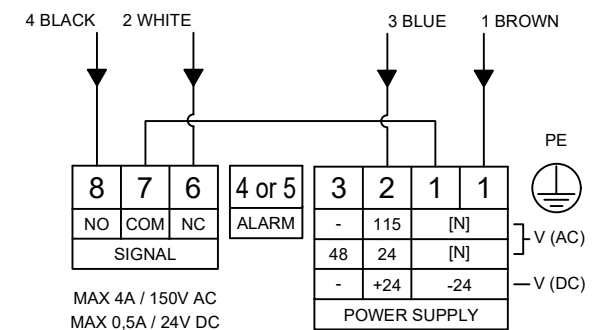 4 BLACK 2 WHITE 3 BLUE 1 BROWN
PE
8 7 6 4 or 5 3 2 1 1
NO COM NC ALARM - 115 [N] V (AC)
SIGNAL 48 24 [N]
- +24 -24 V (DC)
POWER SUPPLY
MAX 4A / 150V AC
MAX 0,5A / 24V DC